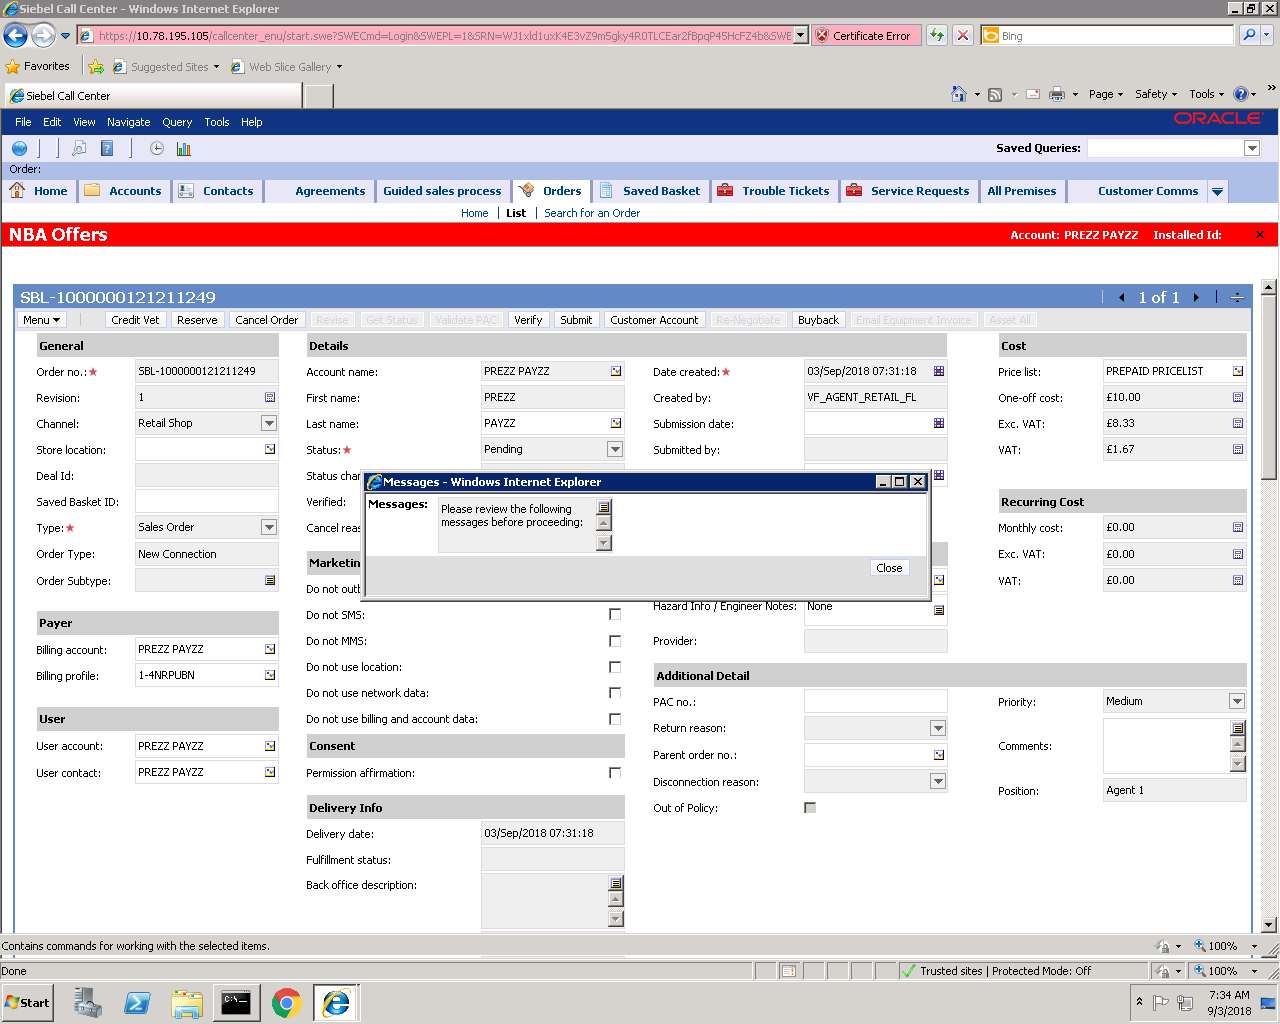 Siebel Call Center - Windows Internet Explorer
https://10.78.195.105/callcenter_enu/start.swe?SWECmd=Login&SWEPL=1&SRN=
Certificate Error
Bing
Favorites
Suggested Sites
Web Slice Gallery
Siebel Call Center
Page
Safety
Tools
File Edit View Navigate Query Tools Help
ORACLE
Saved Queries:
Order:
Home Accounts Contacts Agreements Guided sales process Orders Saved Basket Trouble Tickets Service Requests All Premises Customer Comms
Home | List | Search for an Order
NBA Offers
Account: PREZZ PAYZZ Installed Id:
SBL-1000000121211249
1 of 1
Menu Credit Vet Reserve Cancel Order Revise Get Status Validate PAC Verify Submit Customer Account Re-Negotiate Buyback Email Equipment Invoice Asset All
General
Order no.: SBL-1000000121211249
Revision: 1
Channel: Retail Shop
Store location:
Deal Id:
Saved Basket ID:
Type: Sales Order
Order Type: New Connection
Order Subtype:
Payer
Billing account: PREZZ PAYZZ
Billing profile: 1-4NRPUBN
User
User account: PREZZ PAYZZ
User contact: PREZZ PAYZZ
Details
Account name: PREZZ PAYZZ
First name: PREZZ
Last name: PAYZZ
Status: Pending
Status char
Verified:
Cancel reas
Marketin
Do not outb
Do not SMS:
Do not MMS:
Do not use location:
Do not use network data:
Do not use billing and account data:
Consent
Permission affirmation:
Delivery Info
Delivery date: 03/Sep/2018 07:31:18
Fulfillment status:
Back office description:
Date created: 03/Sep/2018 07:31:18
Created by: VF_AGENT_RETAIL_FL
Submission date:
Submitted by:
Messages - Windows Internet Explorer
Messages: Please review the following
messages before proceeding:
Close
Hazard Info / Engineer Notes: None
Provider:
Additional Detail
PAC no.:
Return reason:
Parent order no.:
Disconnection reason:
Out of Policy:
Priority: Medium
Comments:
Position: Agent 1
Cost
Price list: PREPAID PRICELIST
One-off cost: £10.00
Exc. VAT: £8.33
VAT: £1.67
Recurring Cost
Monthly cost: £0.00
Exc. VAT: £0.00
VAT: £0.00
Contains commands for working with the selected items.
100%
Done
Trusted sites | Protected Mode: Off
100%
Start
7:34 AM
9/3/2018